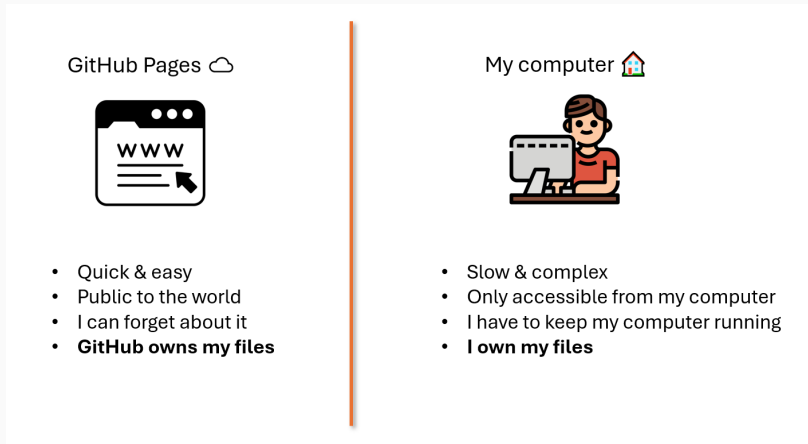 GitHub Pages
WWW
• Quick & easy
• Public to the world
• I can forget about it
• GitHub owns my files
My computer
• Slow & complex
• Only accessible from my computer
• I have to keep my computer running
• I own my files